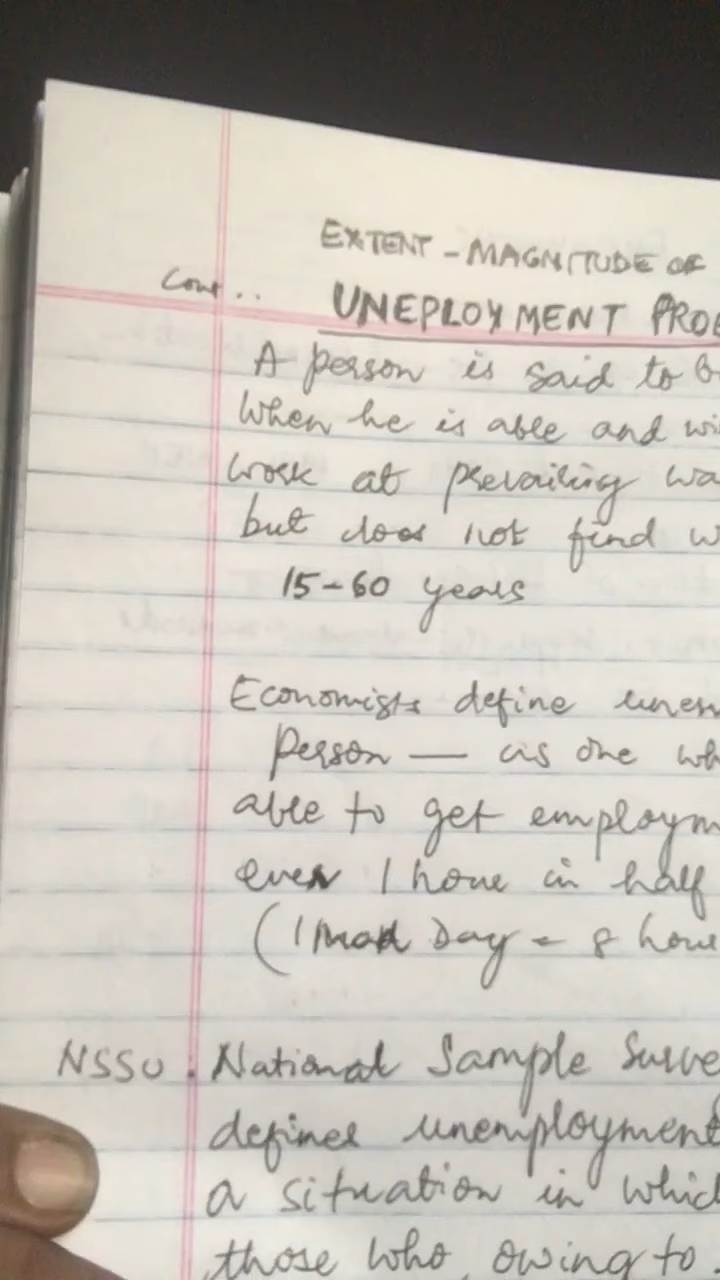 EXTENT - MAGNITUDE OF
Cont..
UNEPLOYMENT PROB
A person is said to b
When he is able and wi
work at prevailing wa
but does not find w
15-60 years
Economists define unem
Person — as one wh
able to get employm
even 1 hour in half
(1 man Day = 8 hour
NSSO. National Sample Surve
defines unemployment
a situation in which
those who, owing to